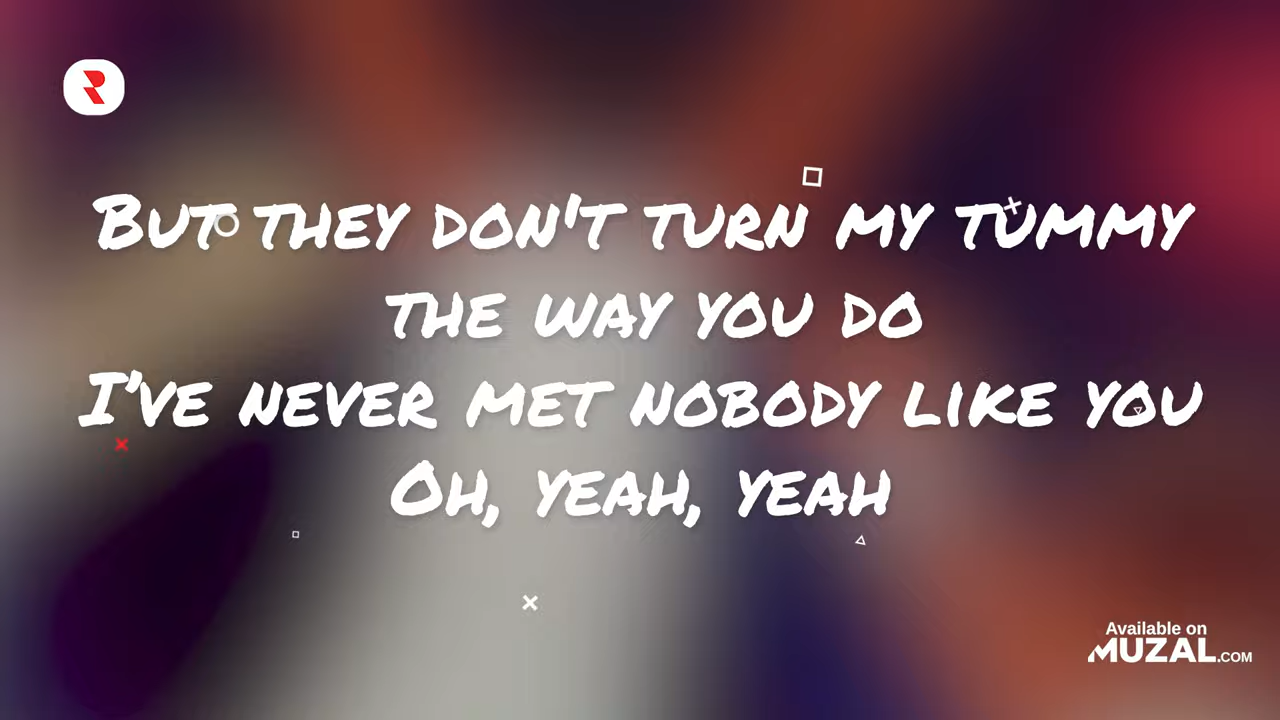 But they don't turn my tummy
the way you do
I've never met nobody like you
Oh, yeah, yeah
Available on
MUZAL.COM